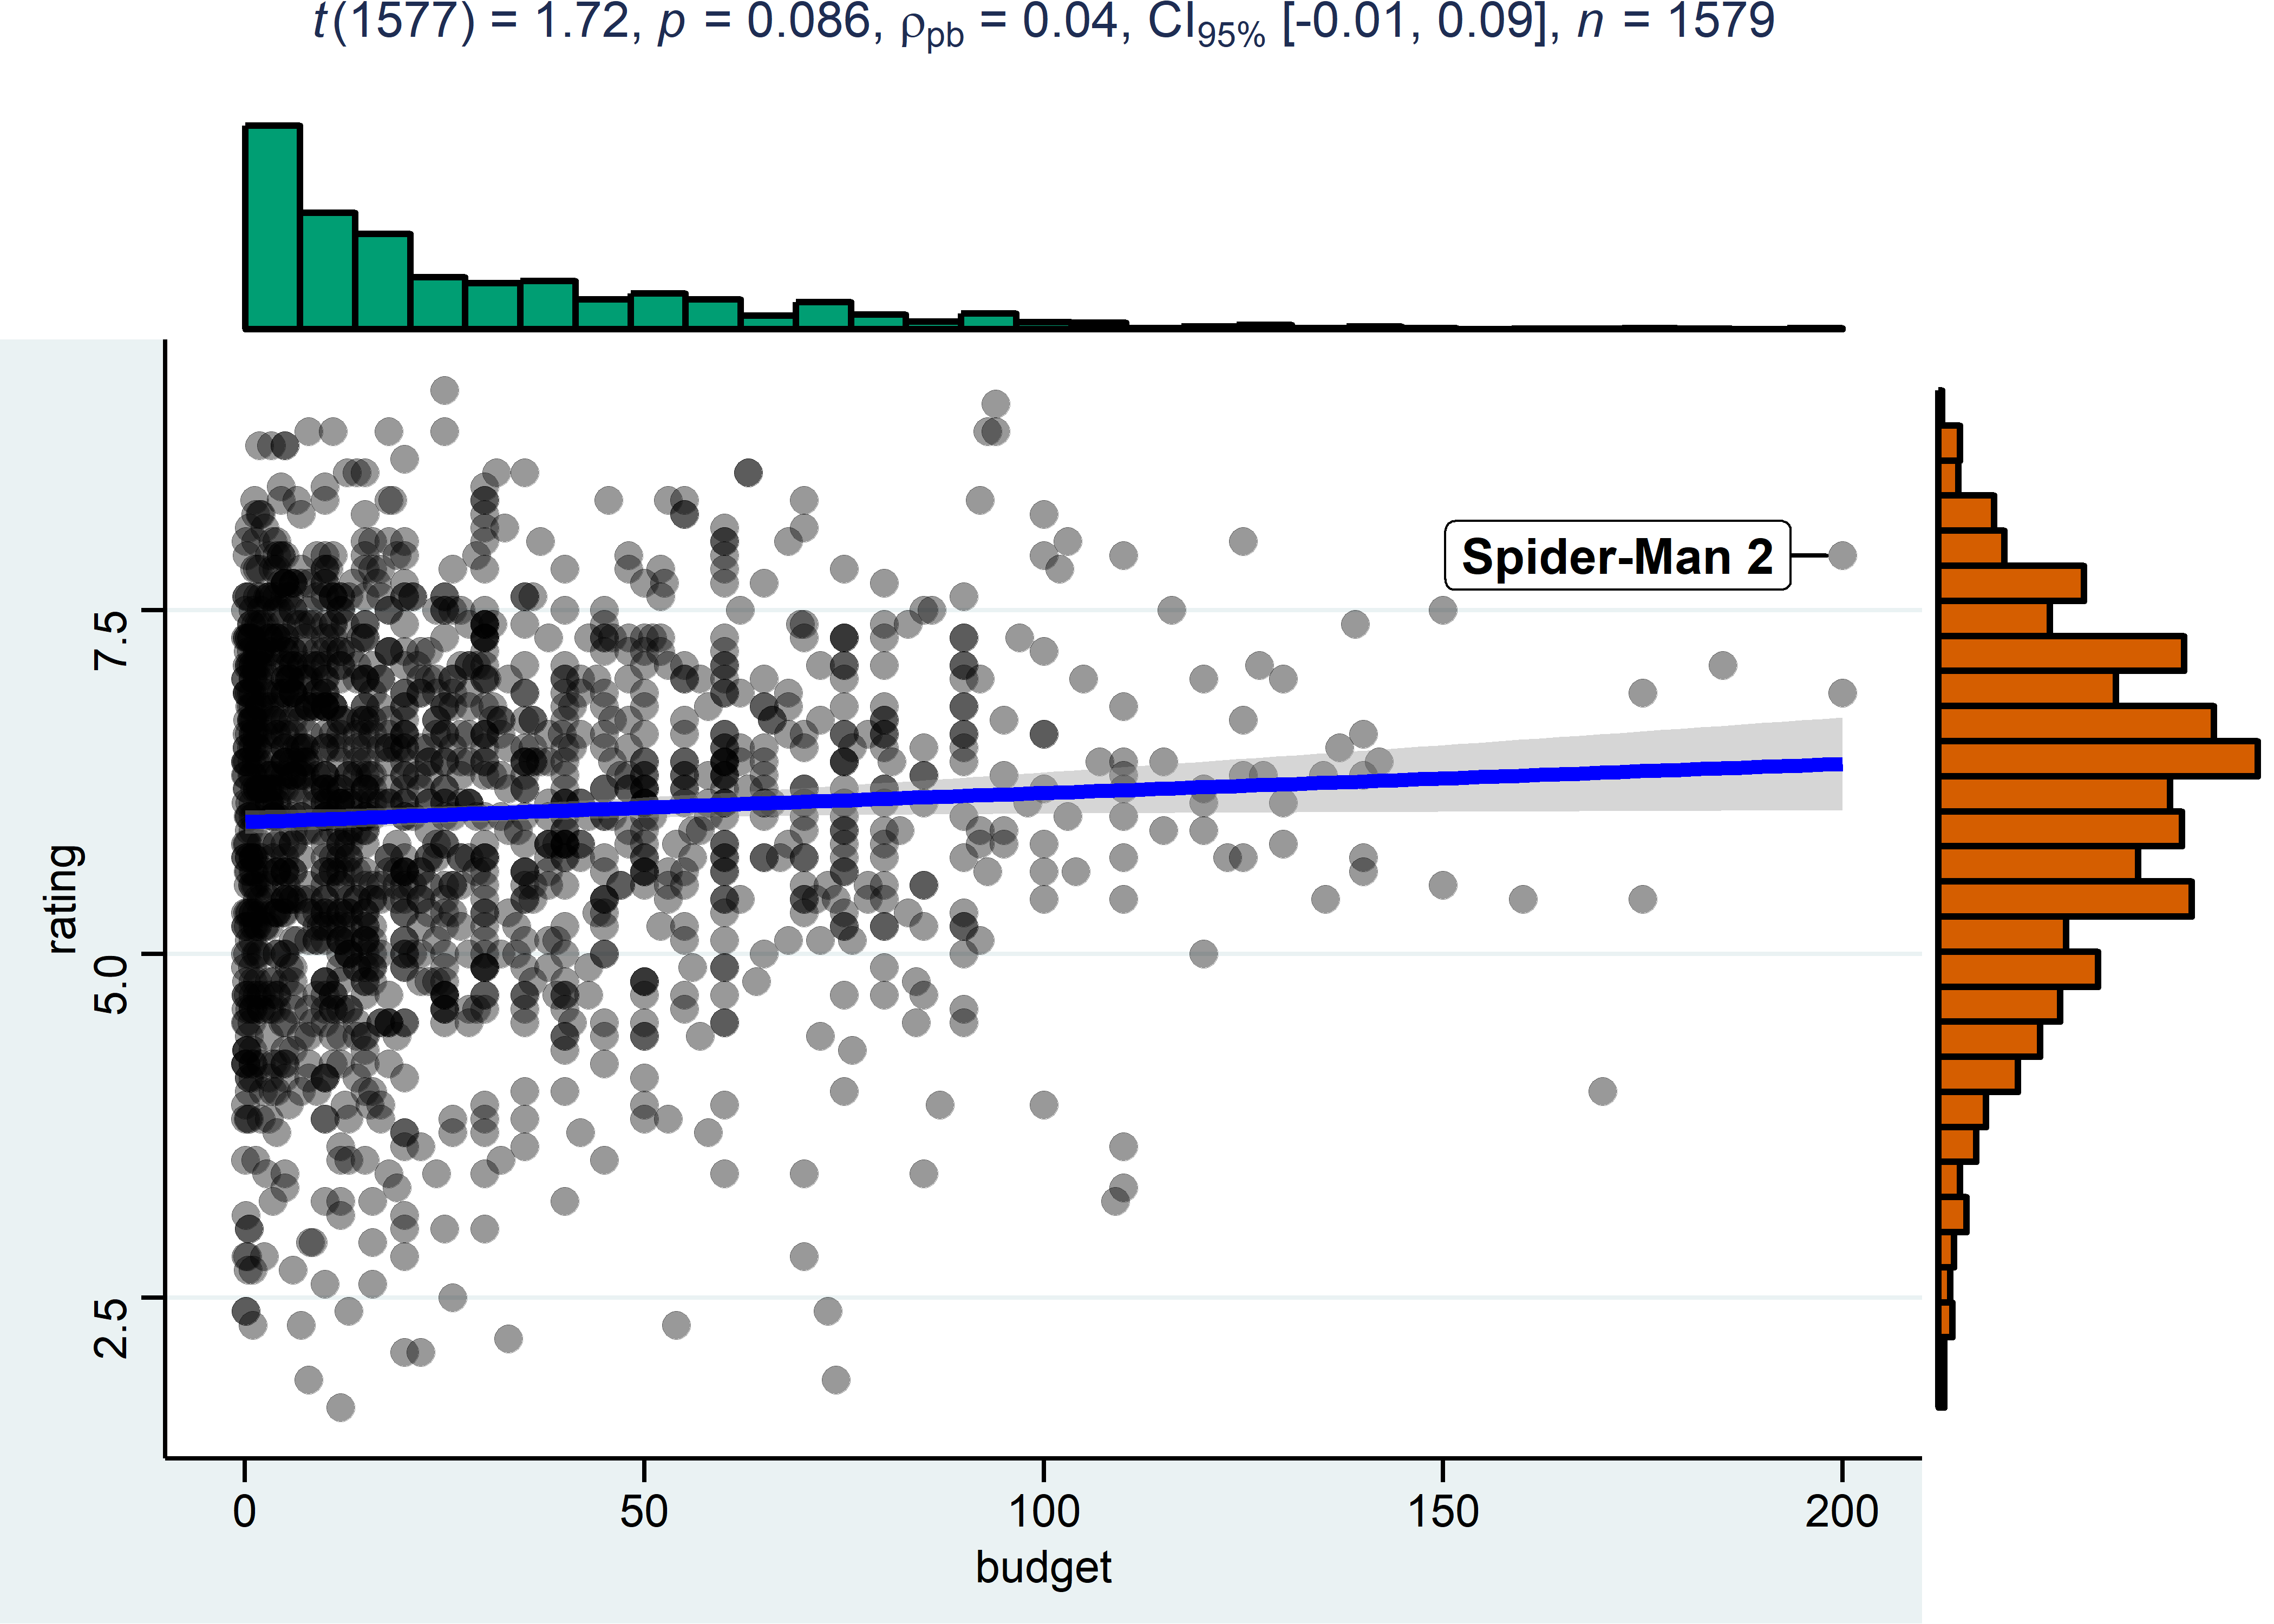 t(1577) = 1.72, p = 0.086, ρpb = 0.04, CI95% [-0.01, 0.09], n = 1579
Spider-Man 2
7.5
rating
5.0
2.5
0 50 100 150 200
budget